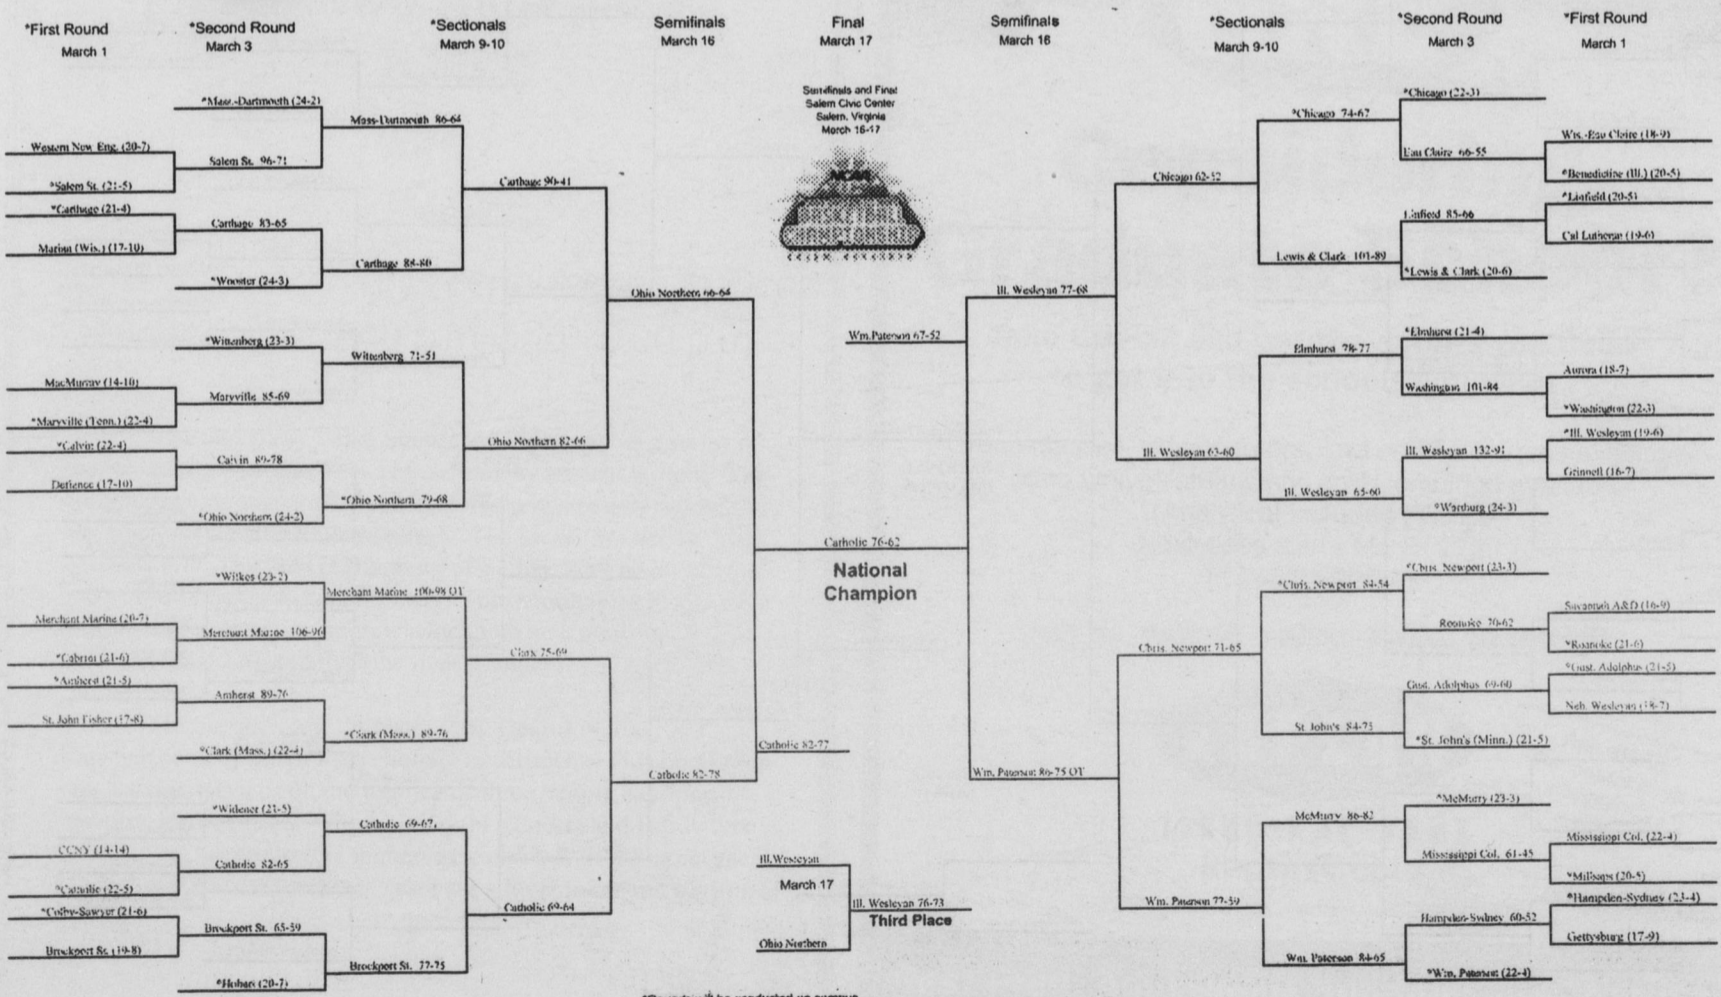 *First Round
March 1
*Second Round
March 3
*Sectionals
March 9-10
Semifinals
March 16
Final
March 17
Semifinals
March 16
*Sectionals
March 9-10
*Second Round
March 3
*First Round
March 1
Semifinals and Final
Salem Civic Center
Salem, Virginia
March 16-17
NCAA
BASKETBALL
CHAMPIONSHIP
*Mass.-Dartmouth (24-2)
Western New Eng. (20-7)
*Salem St. (21-5)
*Carthage (21-4)
Marian (Wis.) (17-10)
*Wooster (24-3)
*Wittenberg (23-3)
MacMurray (14-10)
*Maryville (Tenn.) (22-4)
*Calvin (22-4)
Defiance (17-10)
*Ohio Northern (24-2)
*Wilkes (23-2)
Merchant Marine (20-7)
*Cabrini (21-6)
*Amherst (21-5)
St. John Fisher (17-8)
*Clark (Mass.) (22-4)
*Widener (21-5)
CCNY (14-14)
*Catholic (22-5)
*Colby-Sawyer (21-6)
Brockport St. (19-8)
*Hobart (20-7)
Salem St. 96-71
Carthage 83-65
Maryville 85-69
Calvin 89-78
Merchant Marine 106-96
Amherst 89-76
Catholic 82-65
Brockport St. 65-59
Mass-Dartmouth 86-64
Carthage 88-86
Wittenberg 71-51
*Ohio Northern 79-68
Merchant Marine 100-98 OT
*Clark (Mass.) 89-76
Catholic 69-67
Brockport St. 77-75
Carthage 90-41
Ohio Northern 82-66
Clark 75-69
Catholic 69-64
Ohio Northern 66-64
Catholic 82-78
Catholic 82-77
Wm.Paterson 67-52
Catholic 76-62
National
Champion
Ill.Wesleyan
March 17
Ill. Wesleyan 76-73
Third Place
Ohio Northern
Ill. Wesleyan 77-68
Wm. Paterson 86-75 OT
Chicago 62-52
Ill. Wesleyan 63-60
Chris. Newport 71-65
Wm. Paterson 77-59
*Chicago 74-67
Lewis & Clark 101-89
Elmhurst 78-77
Ill. Wesleyan 65-60
*Chris. Newport 84-54
St John's 84-75
McMurry 86-82
Wm. Paterson 84-65
*Chicago (22-3)
Eau Claire 66-55
Linfield 85-66
*Lewis & Clark (20-6)
*Elmhurst (21-4)
Washington 101-84
Ill. Wesleyan 132-91
*Wartburg (24-3)
*Chris. Newport (23-3)
Roanoke 70-62
Gust. Adolphus 69-60
*St. John's (Minn.) (21-5)
*McMurry (23-3)
Mississippi Col. 61-45
Hampden-Sydney 60-52
*Wm. Paterson (22-4)
Wis.-Eau Claire (18-9)
*Benedictine (Ill.) (20-5)
*Linfield (20-5)
Cal Lutheran (19-6)
Aurora (18-7)
*Washington (22-3)
*Ill. Wesleyan (19-6)
Grinnell (16-7)
Savannah A&D (16-9)
*Roanoke (21-6)
*Gust. Adolphus (21-5)
Neb. Wesleyan (18-7)
Mississippi Col. (22-4)
*Millsaps (20-5)
*Hampden-Sydney (23-4)
Gettysburg (17-9)